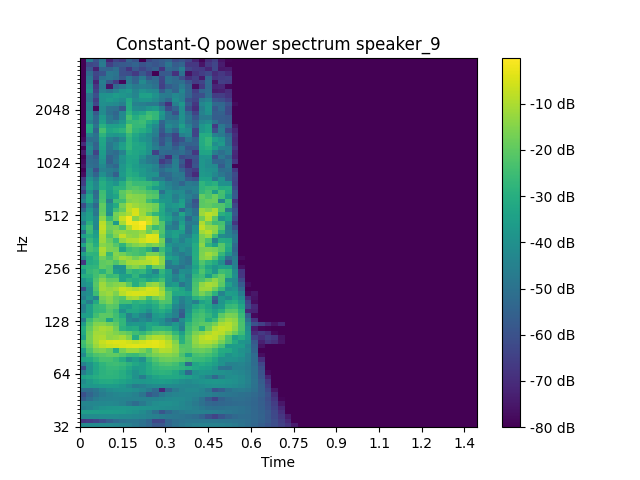 Constant-Q power spectrum speaker_9
Hz
2048
1024
512
256
128
64
32
0 0.15 0.3 0.45 0.6 0.75 0.9 1.1 1.2 1.4
Time
-10 dB
-20 dB
-30 dB
-40 dB
-50 dB
-60 dB
-70 dB
-80 dB